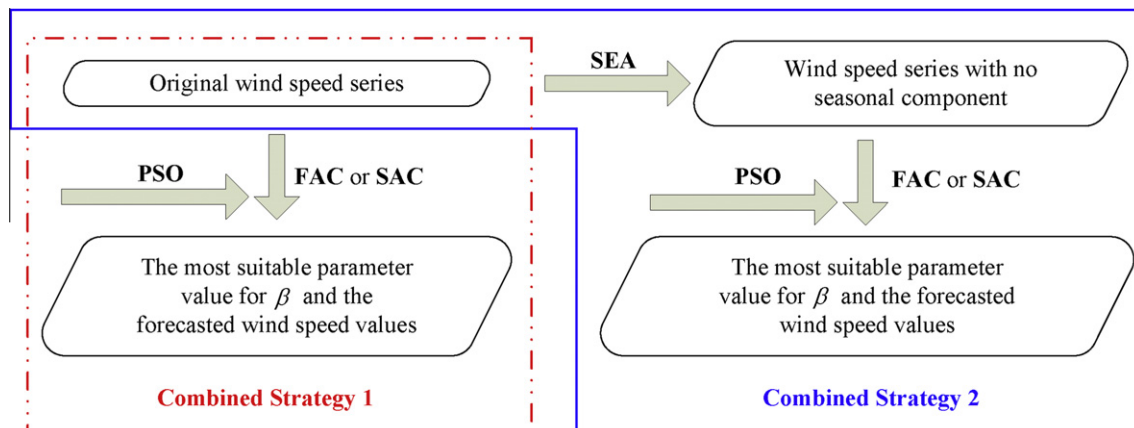 Original wind speed series
SEA
Wind speed series with no
seasonal component
PSO
FAC or SAC
PSO
FAC or SAC
The most suitable parameter
value for β and the
forecasted wind speed values
The most suitable parameter
value for β and the forecasted
wind speed values
Combined Strategy 1
Combined Strategy 2